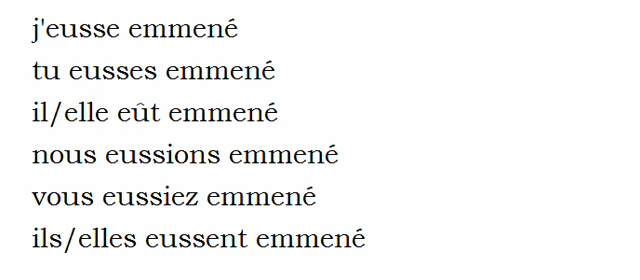 j'eusse emmené
tu eusses emmené
il/elle eût emmené
nous eussions emmené
vous eussiez emmené
ils/elles eussent emmené